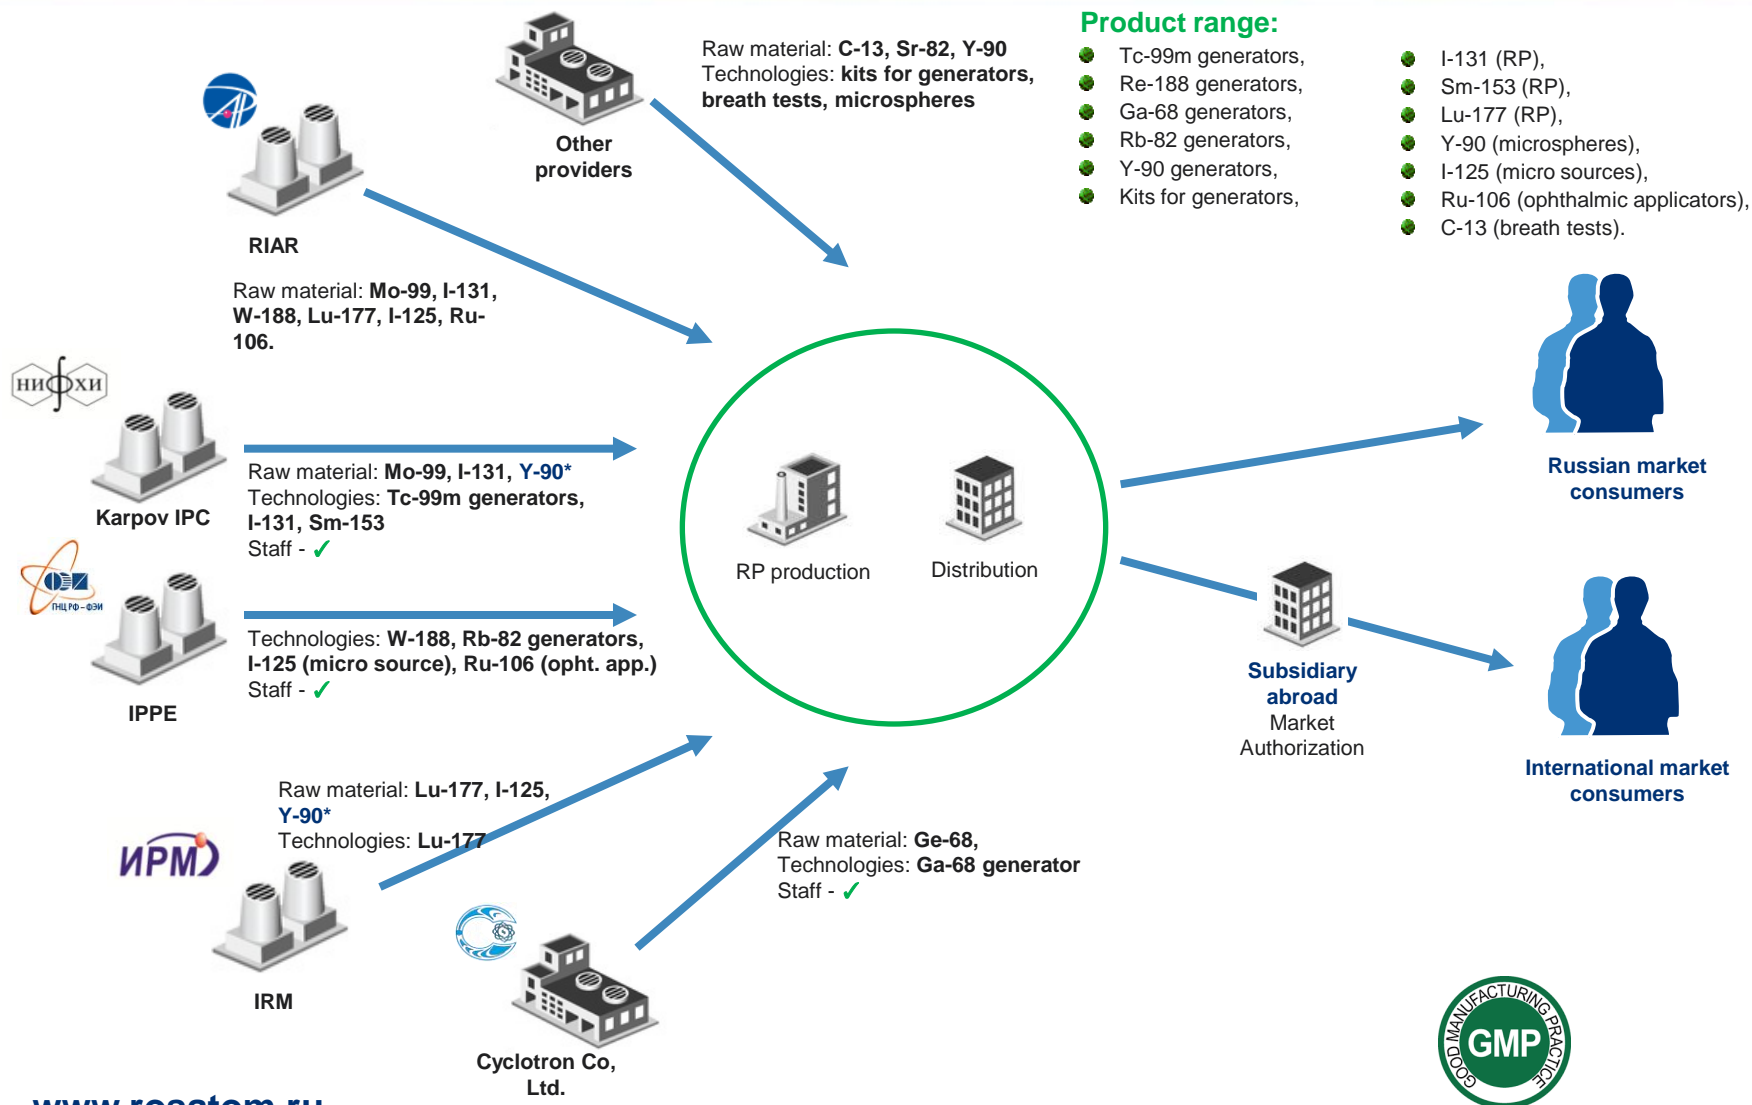 Product range:
Tc-99m generators,
Re-188 generators,
Ga-68 generators,
Rb-82 generators,
Y-90 generators,
Kits for generators,
I-131 (RP),
Sm-153 (RP),
Lu-177 (RP),
Y-90 (microspheres),
I-125 (micro sources),
Ru-106 (ophthalmic applicators),
C-13 (breath tests).
Raw material: C-13, Sr-82, Y-90
Technologies: kits for generators,
breath tests, microspheres
Other
providers
RIAR
Raw material: Mo-99, I-131,
W-188, Lu-177, I-125, Ru-
106.
НИФХИ
Karpov IPC
Raw material: Mo-99, I-131, Y-90*
Technologies: Tc-99m generators,
I-131, Sm-153
Staff - ✓
ФЭИ
ГНЦ РФ – ФЭИ
IPPE
Technologies: W-188, Rb-82 generators,
I-125 (micro source), Ru-106 (opht. app.)
Staff - ✓
RP production
Distribution
Russian market
consumers
Subsidiary
abroad
Market
Authorization
International market
consumers
Raw material: Lu-177, I-125,
Y-90*
Technologies: Lu-177
ИРМ
IRM
Raw material: Ge-68,
Technologies: Ga-68 generator
Staff - ✓
Cyclotron Co,
Ltd.
GOOD MANUFACTURING PRACTICE
GMP
www.rosatom.ru